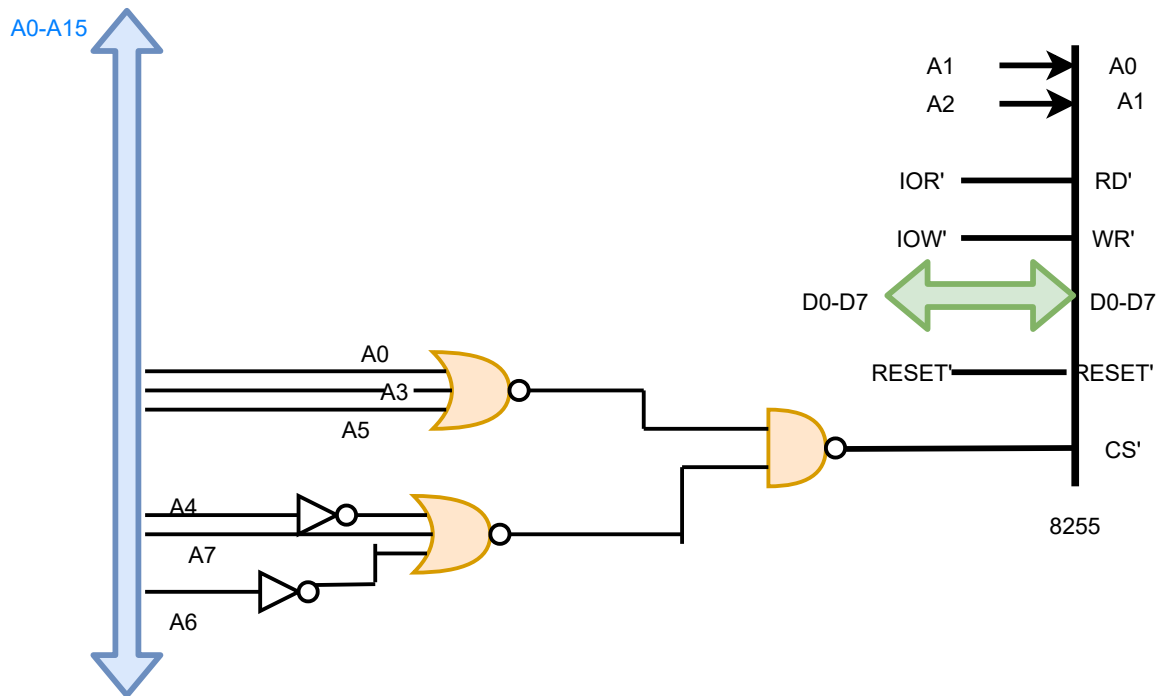 A0-A15
A1
A0
A2
A1
IOR'
RD'
IOW'
WR'
D0-D7
D0-D7
A0
A3
A5
RESET'
RESET'
CS'
A4
A7
A6
8255